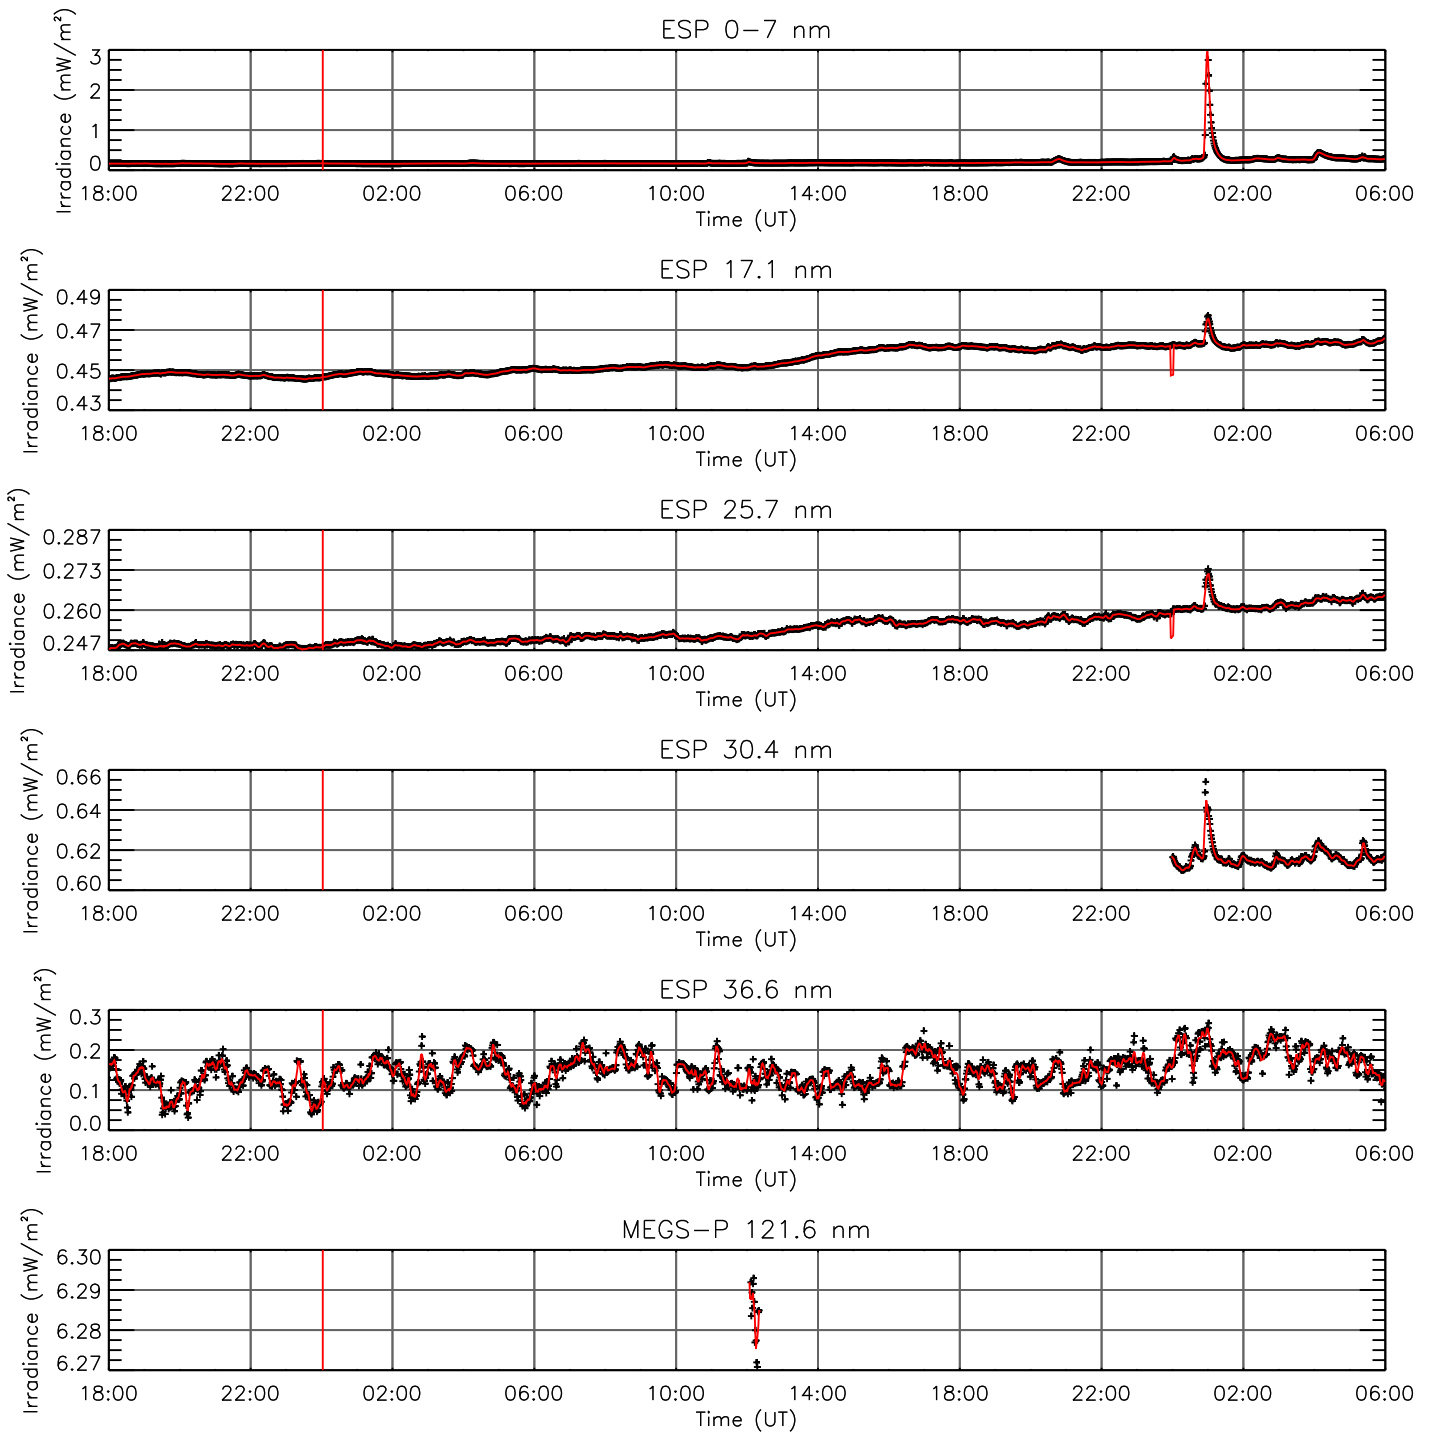 ESP 0-7 nm
Irradiance (mW/m²)
3
2
1
0
18:00 22:00 02:00 06:00 10:00 14:00 18:00 22:00 02:00 06:00
Time (UT)
ESP 17.1 nm
Irradiance (mW/m²)
0.49
0.47
0.45
0.43
18:00 22:00 02:00 06:00 10:00 14:00 18:00 22:00 02:00 06:00
Time (UT)
ESP 25.7 nm
Irradiance (mW/m²)
0.287
0.273
0.260
0.247
18:00 22:00 02:00 06:00 10:00 14:00 18:00 22:00 02:00 06:00
Time (UT)
ESP 30.4 nm
Irradiance (mW/m²)
0.66
0.64
0.62
0.60
18:00 22:00 02:00 06:00 10:00 14:00 18:00 22:00 02:00 06:00
Time (UT)
ESP 36.6 nm
Irradiance (mW/m²)
0.3
0.2
0.1
0.0
18:00 22:00 02:00 06:00 10:00 14:00 18:00 22:00 02:00 06:00
Time (UT)
MEGS-P 121.6 nm
Irradiance (mW/m²)
6.30
6.29
6.28
6.27
18:00 22:00 02:00 06:00 10:00 14:00 18:00 22:00 02:00 06:00
Time (UT)